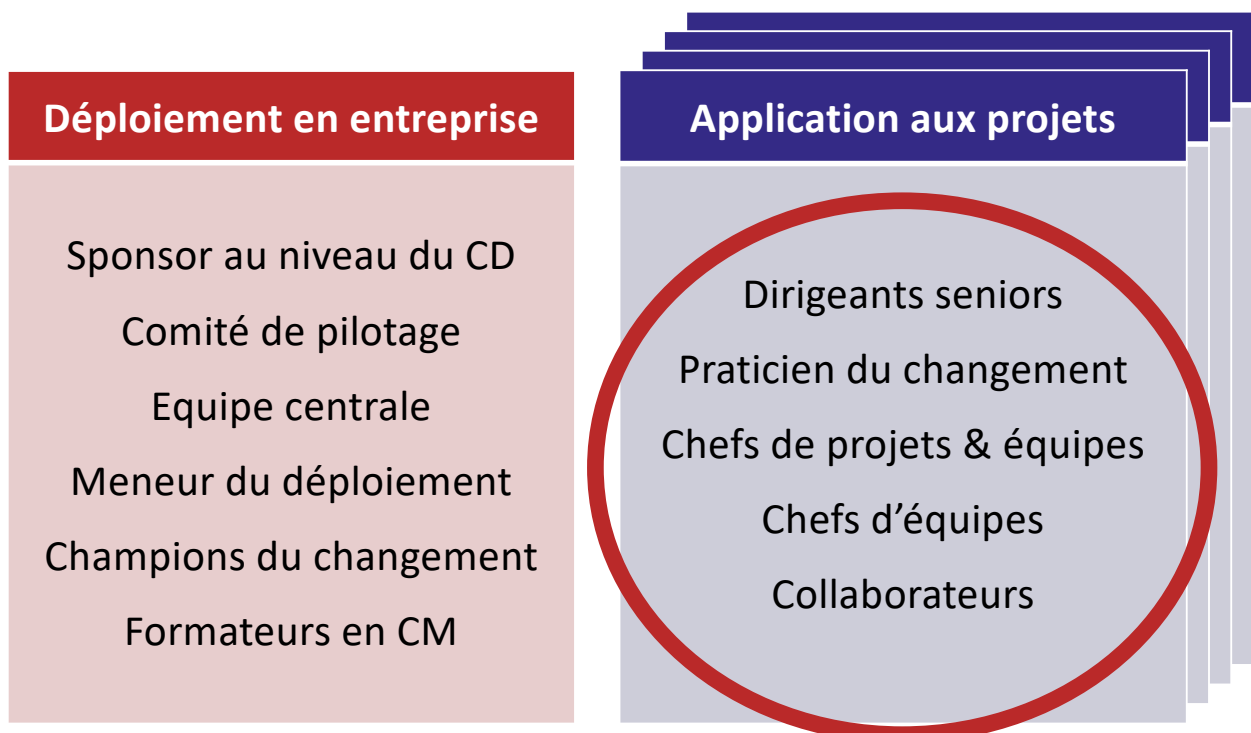 Déploiement en entreprise
Sponsor au niveau du CD
Comité de pilotage
Equipe centrale
Meneur du déploiement
Champions du changement
Formateurs en CM
Application aux projets
Dirigeants seniors
Praticien du changement
Chefs de projets & équipes
Chefs d’équipes
Collaborateurs